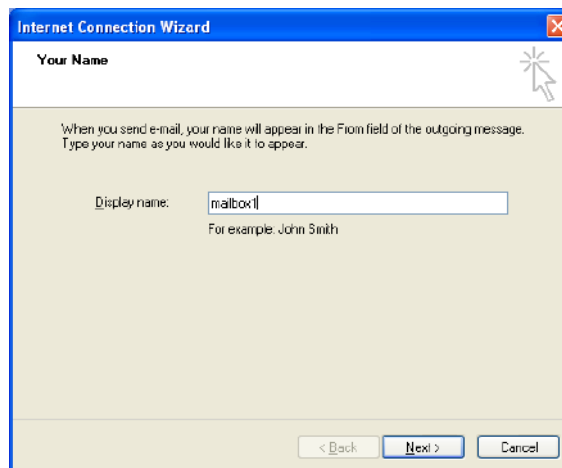 Internet Connection Wizard
Your Name
When you send e-mail, your name will appear in the From field of the outgoing message.
Type your name as you would like it to appear.
Display name: mailbox1
For example: John Smith
< Back Next > Cancel